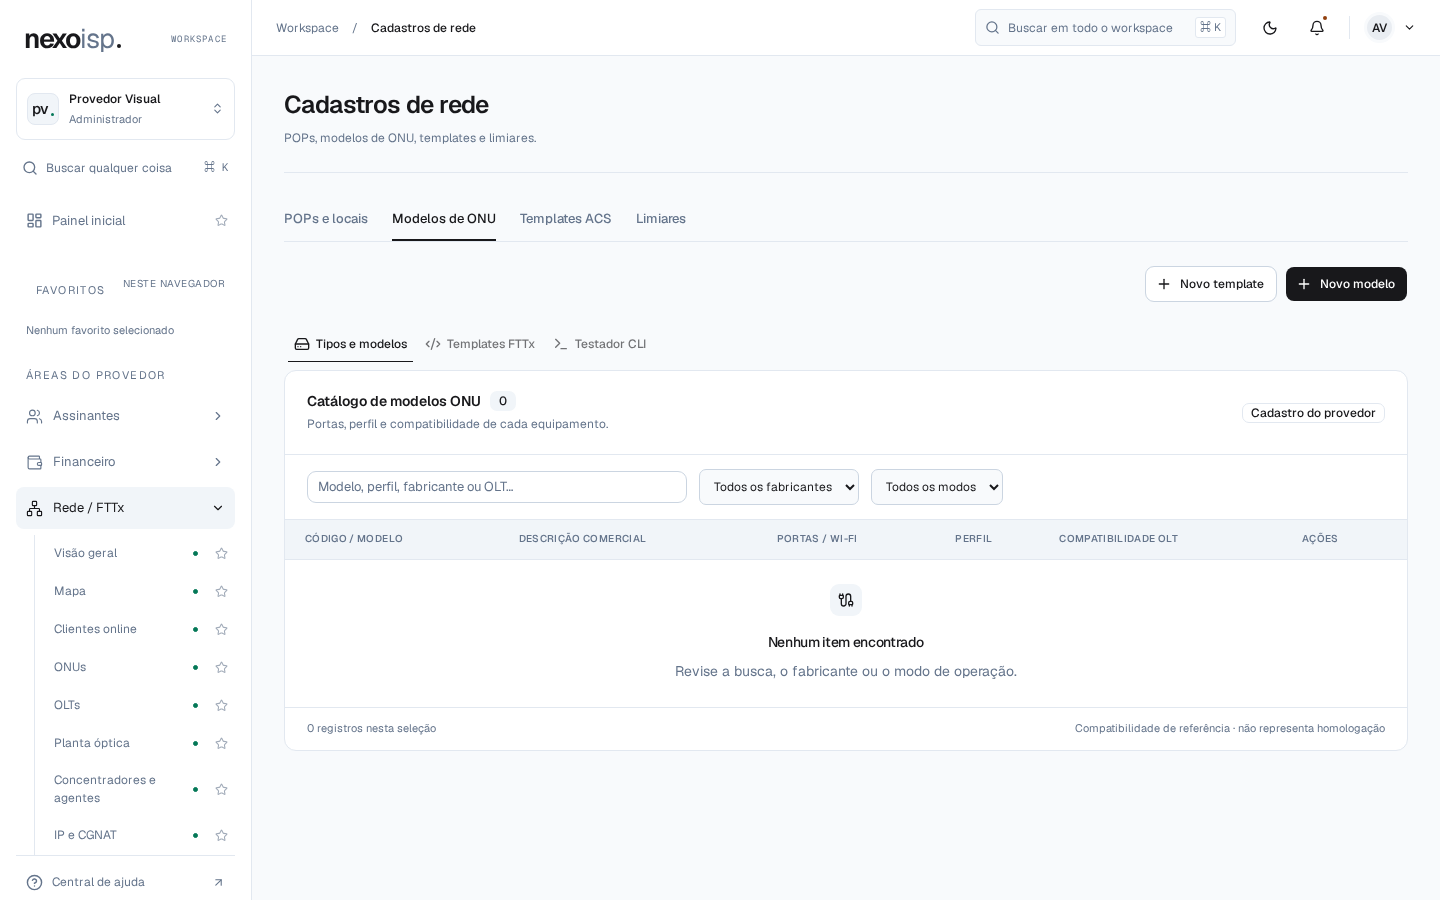 nexoisp.
WORKSPACE
pv.
Provedor Visual
Administrador
Buscar qualquer coisa
⌘ K
Painel inicial
FAVORITOS
NESTE NAVEGADOR
Nenhum favorito selecionado
ÁREAS DO PROVEDOR
Assinantes
Financeiro
Rede / FTTx
Visão geral
Mapa
Clientes online
ONUs
OLTs
Planta óptica
Concentradores e
agentes
IP e CGNAT
Central de ajuda
Workspace / Cadastros de rede
Buscar em todo o workspace
⌘ K
AV
Cadastros de rede
POPs, modelos de ONU, templates e limiares.
POPs e locais
Modelos de ONU
Templates ACS
Limiares
Novo template
Novo modelo
Tipos e modelos
Templates FTTx
Testador CLI
Catálogo de modelos ONU 0
Portas, perfil e compatibilidade de cada equipamento.
Cadastro do provedor
Modelo, perfil, fabricante ou OLT...
Todos os fabricantes
Todos os modos
CÓDIGO / MODELO
DESCRIÇÃO COMERCIAL
PORTAS / WI-FI
PERFIL
COMPATIBILIDADE OLT
AÇÕES
Nenhum item encontrado
Revise a busca, o fabricante ou o modo de operação.
0 registros nesta seleção
Compatibilidade de referência · não representa homologação